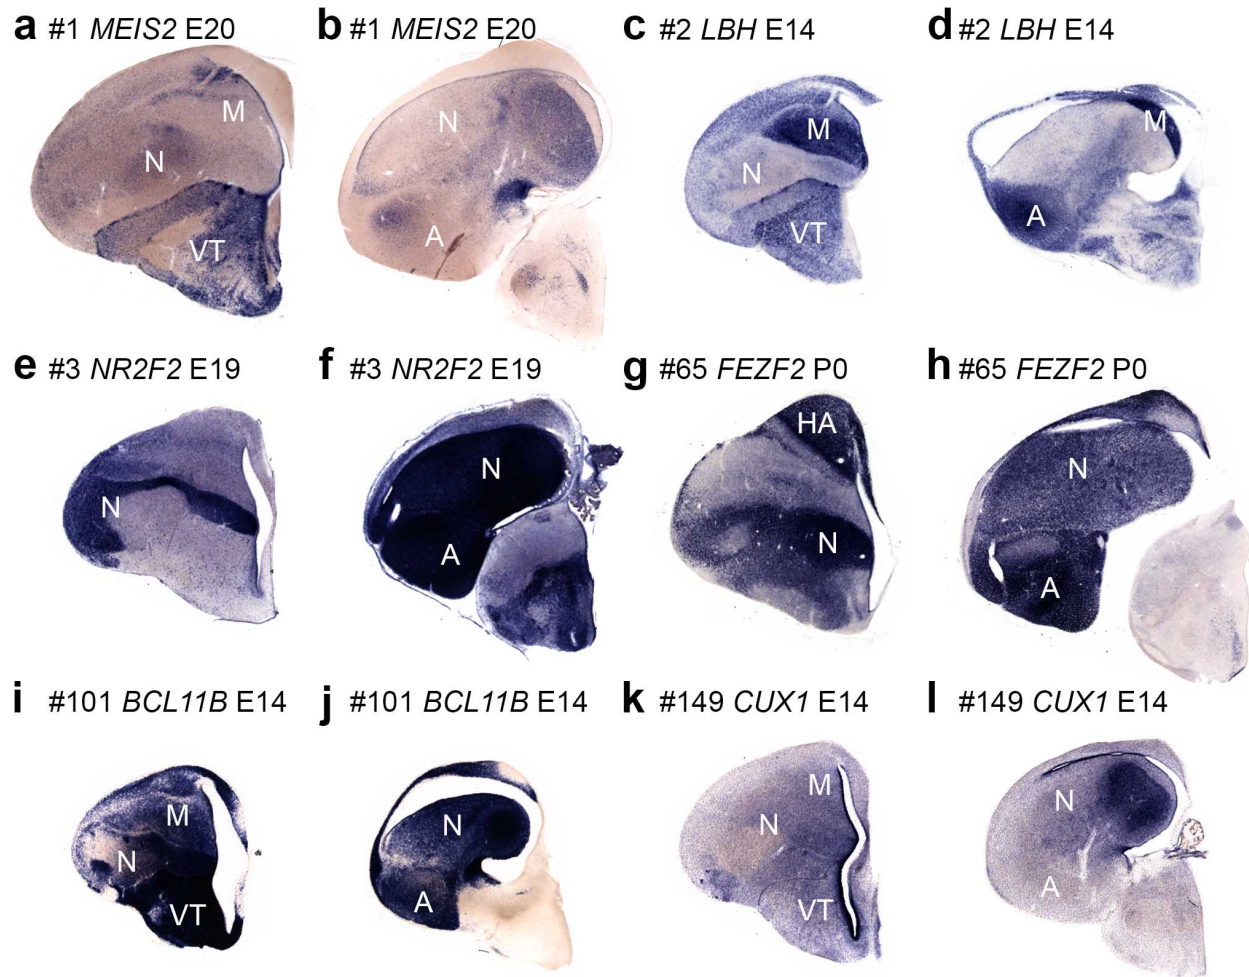 a #1 MEIS2 E20
b #1 MEIS2 E20
c #2 LBH E14
d #2 LBH E14
M
N
VT
N
A
M
N
VT
M
A
e #3 NR2F2 E19
f #3 NR2F2 E19
g #65 FEZF2 P0
h #65 FEZF2 P0
N
N
A
HA
N
N
A
i #101 BCL11B E14
j #101 BCL11B E14
k #149 CUX1 E14
l #149 CUX1 E14
M
N
VT
N
A
M
N
VT
N
A